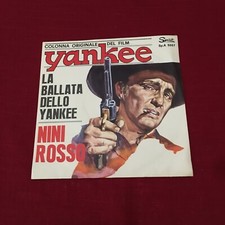 COLONNA ORIGINALE DEL FILM
yankee
LA
BALLATA
DELLO
YANKEE
NINI
ROSSO